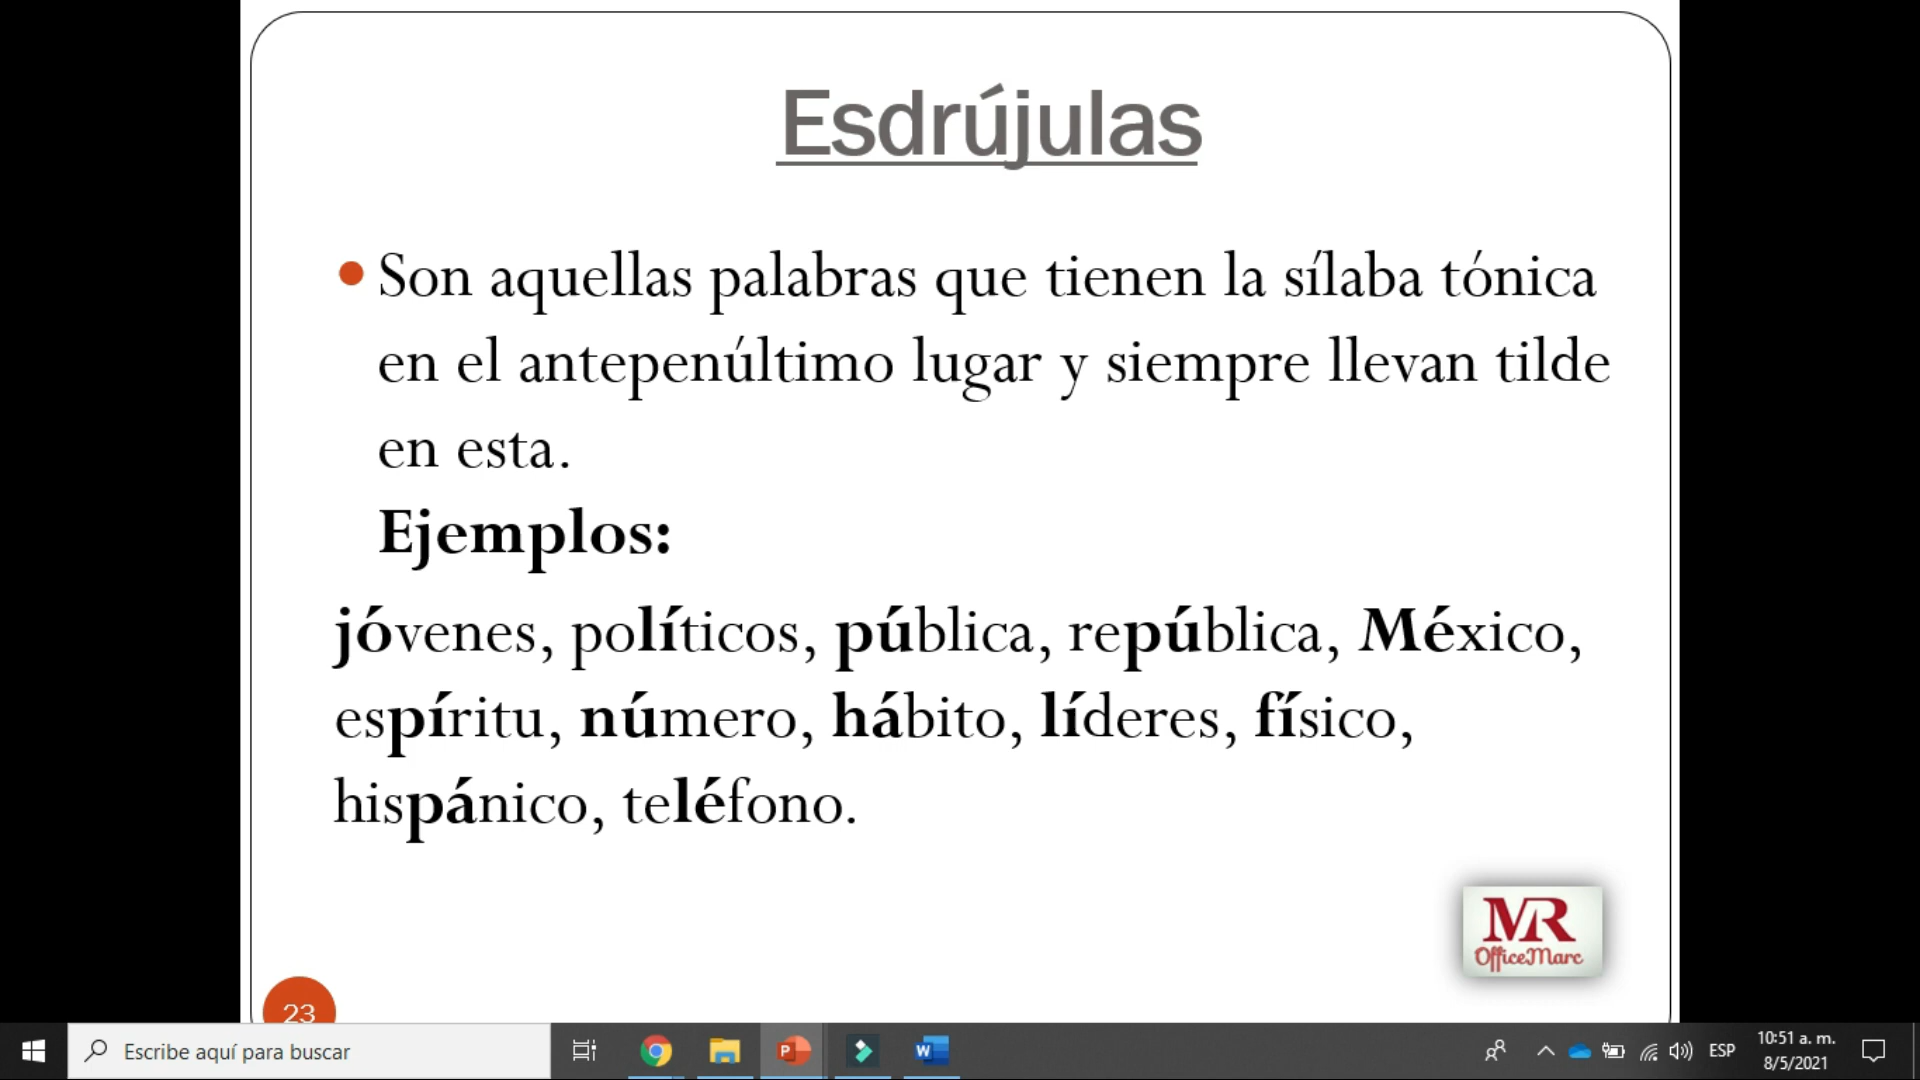 Esdrújulas
Son aquellas palabras que tienen la sílaba tónica
en el antepenúltimo lugar y siempre llevan tilde
en esta.
Ejemplos:
jóvenes, políticos, pública, república, México,
espíritu, número, hábito, líderes, físico,
hispánico, teléfono.
MR
OfficeMarc
23
Escribe aquí para buscar
ESP
10:51 a. m.
8/5/2021